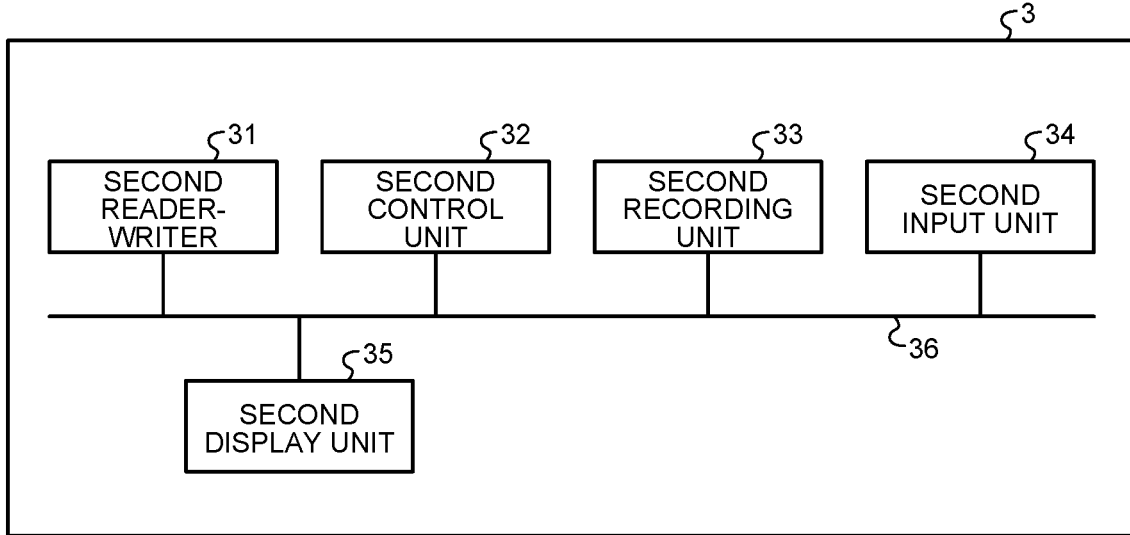 3
31
32
33
34
SECOND
READER-
WRITER
SECOND
CONTROL
UNIT
SECOND
RECORDING
UNIT
SECOND
INPUT UNIT
36
35
SECOND
DISPLAY UNIT